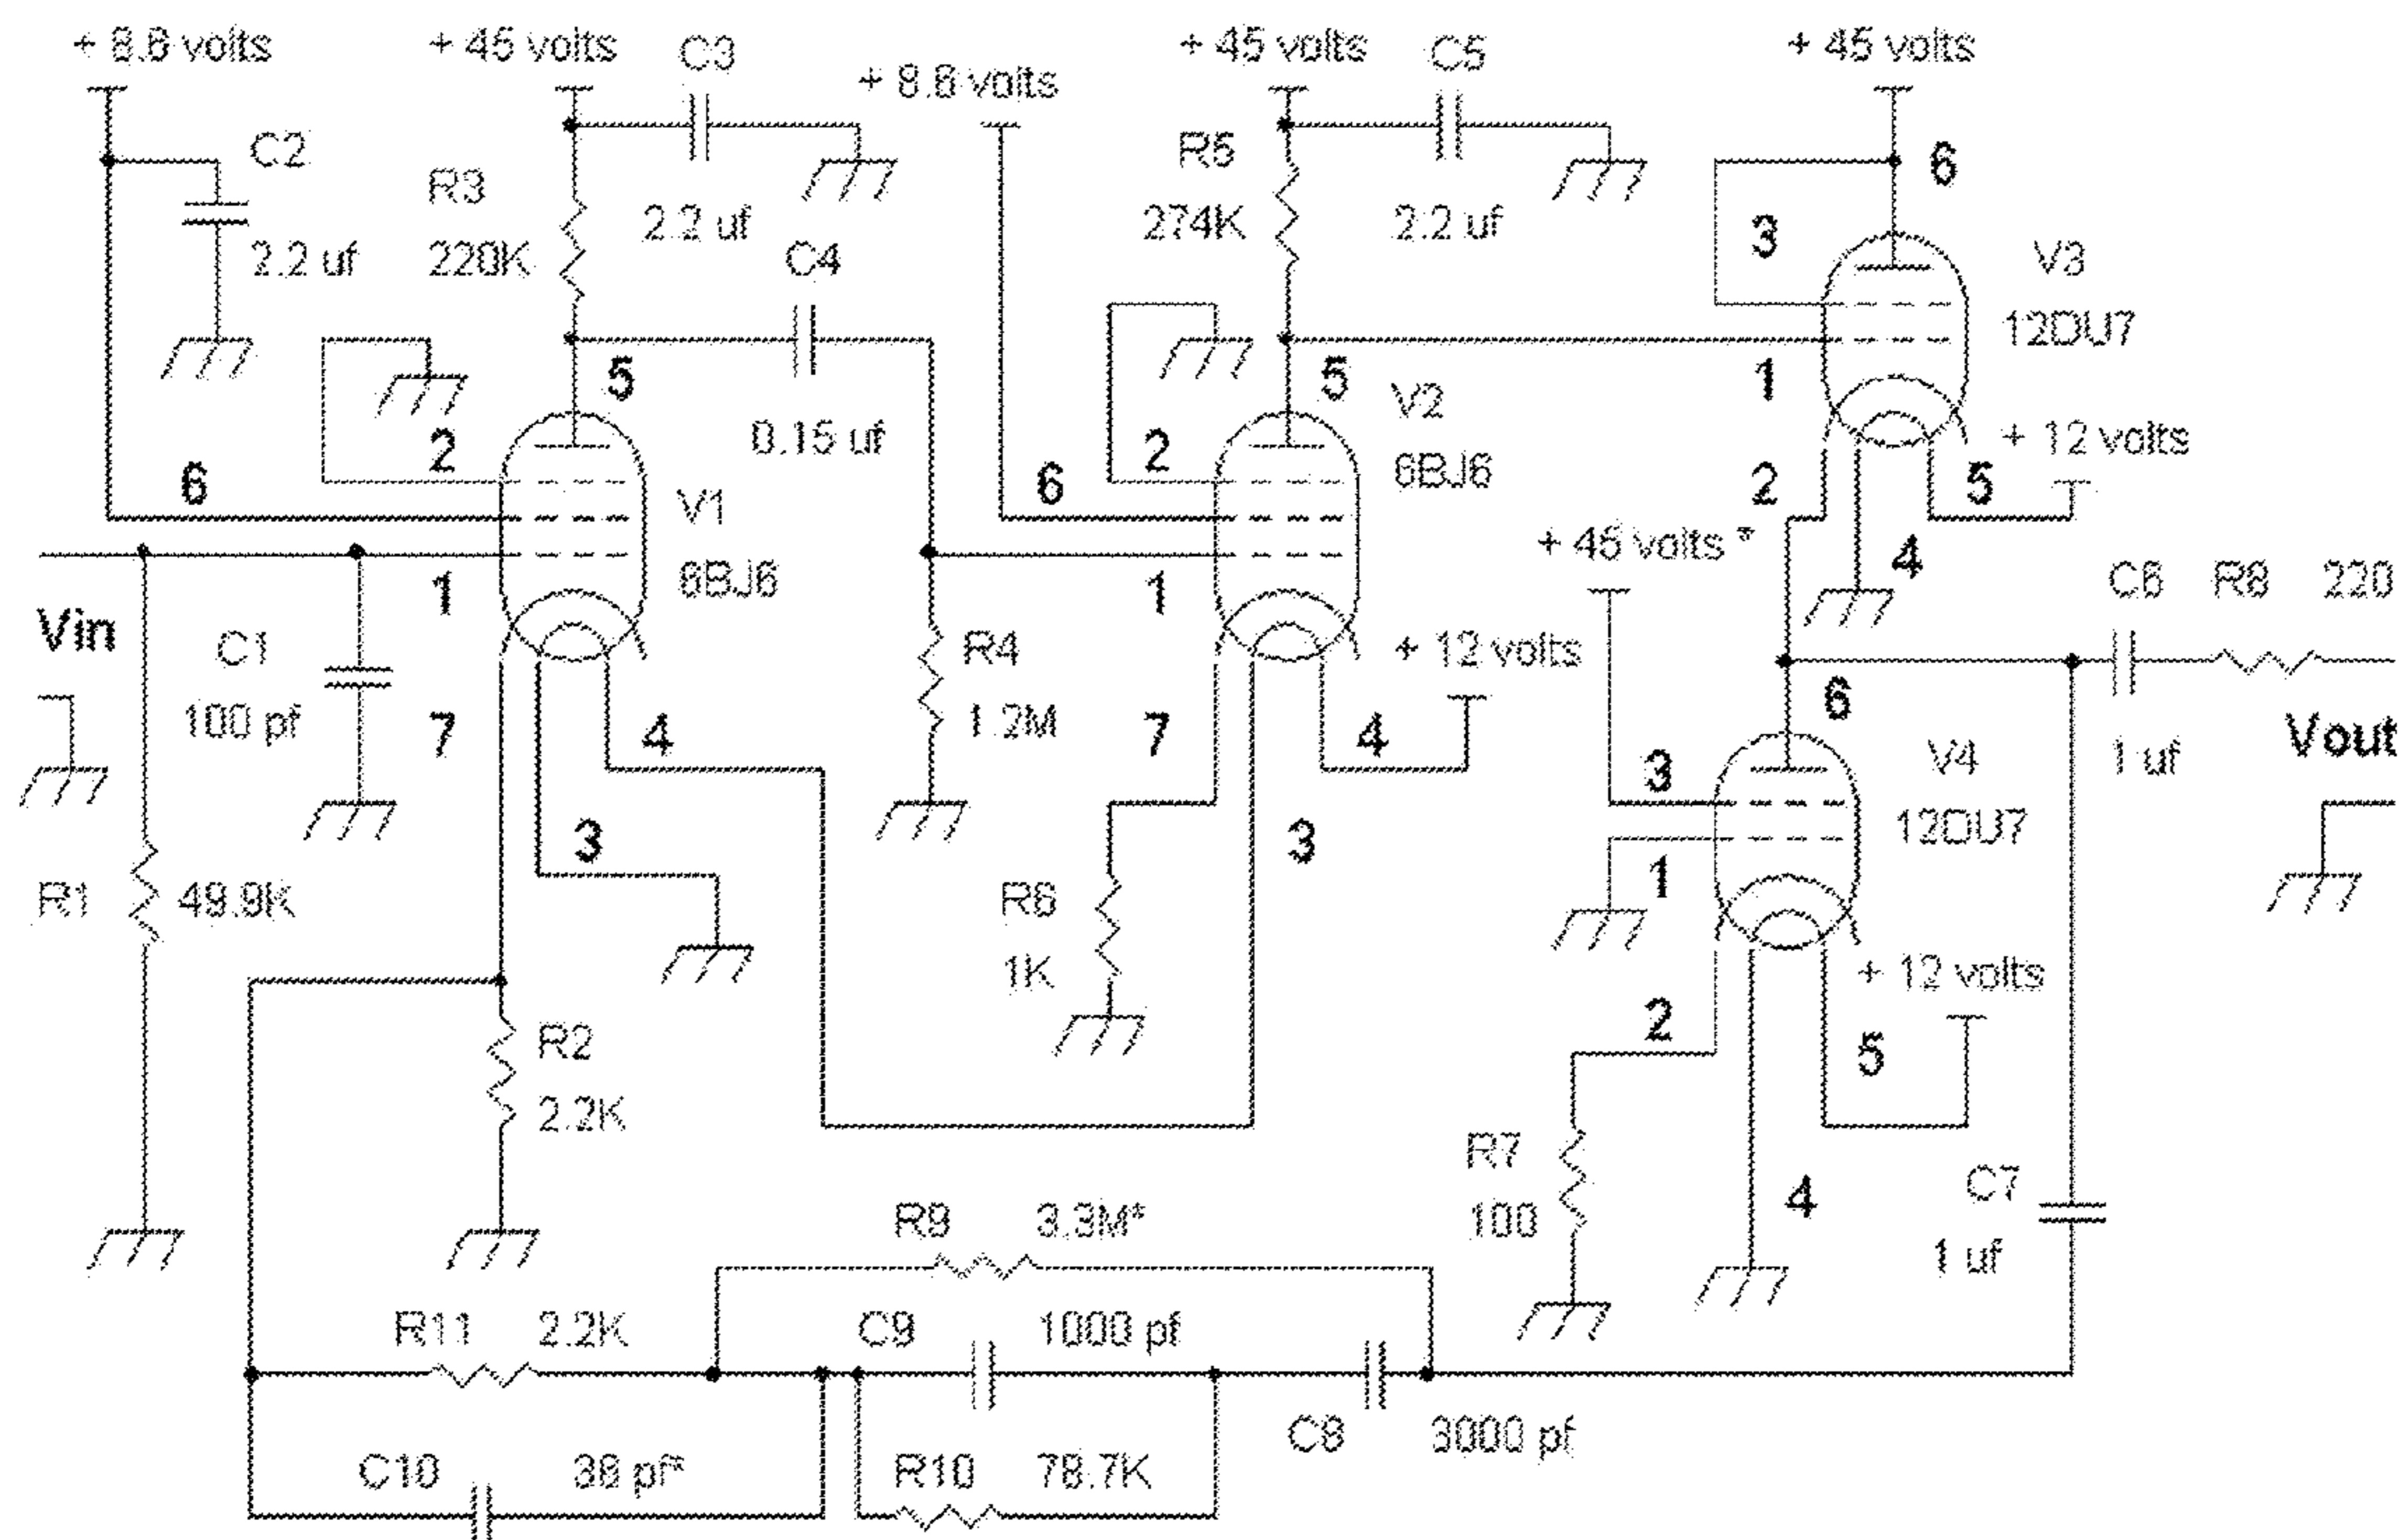 + 8.6 volts
+ 45 volts
C3
+ 8.6 volts
+ 45 volts
C5
+ 45 volts
C2
2.2 uf
R3
220K
2.2 uf
C4
0.15 uf
R5
274K
2.2 uf
6
3
V3
12DU7
1
2
5
+ 12 volts
4
5
2
6
V1
6BJ6
1
5
V2
6BJ6
2
6
1
+ 45 volts *
C6
R8
220
Vin
C1
100 pf
7
4
R4
1.2M
7
+ 12 volts
4
6
V4
12DU7
1 uf
Vout
3
1
R1
49.9K
3
R6
1K
3
+ 12 volts
2
5
R2
2.2K
R7
100
4
C7
1 uf
R9
3.3M*
R11
2.2K
C9
1000 pf
C8
3000 pf
C10
38 pf*
R10
78.7K